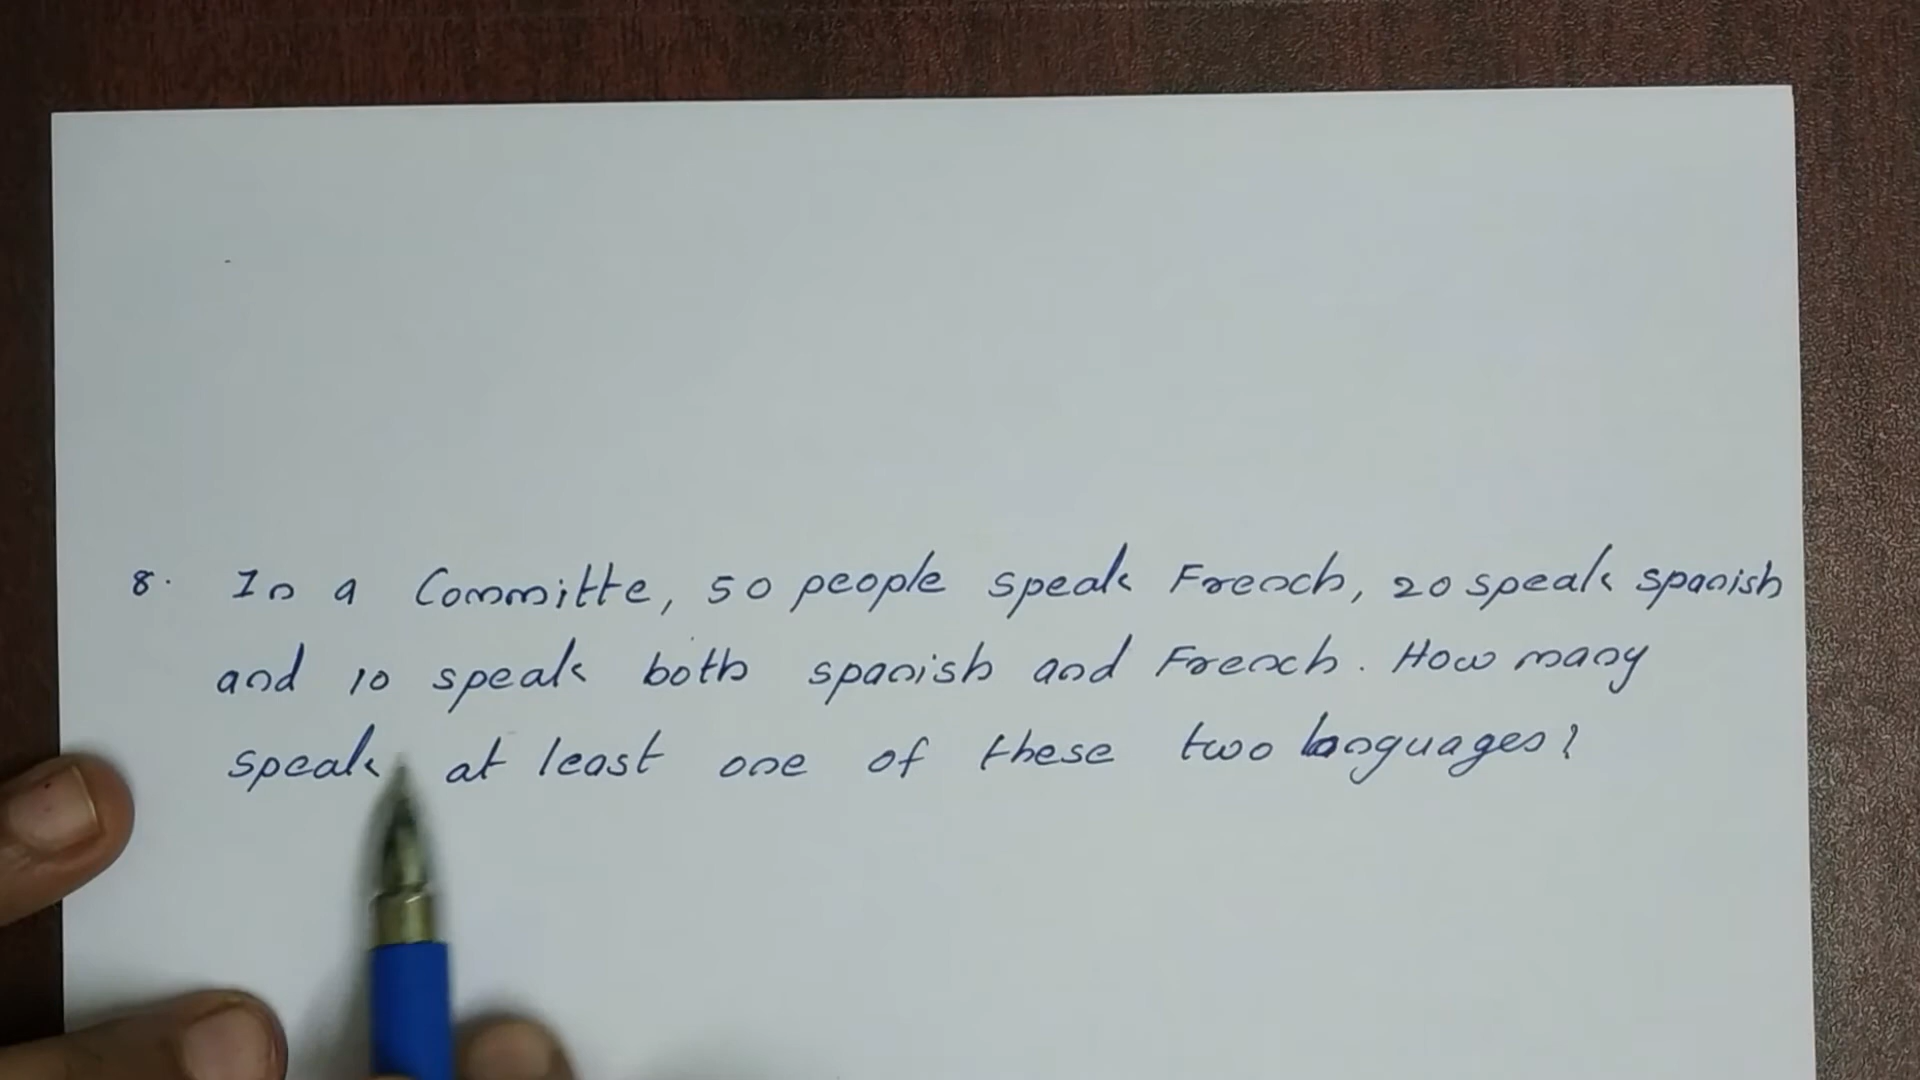 8. In a Committe, 50 people speak French, 20 speak spanish
and 10 speak both spanish and French. How many
speak at least one of these two languages?